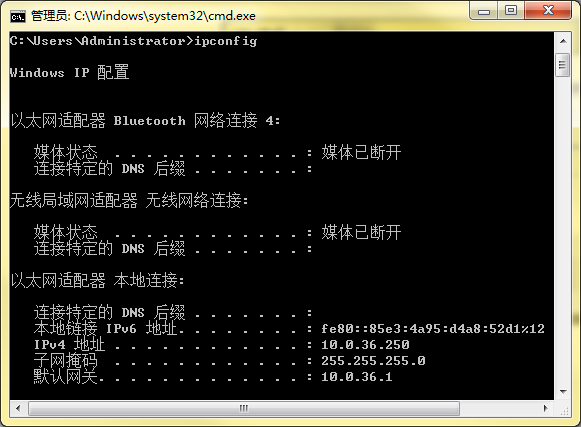 管理员: C:\Windows\system32\cmd.exe
C:\Users\Administrator>ipconfig
Windows IP 配置
以太网适配器 Bluetooth 网络连接 4:
媒体状态 . . . . . . . . . . . . : 媒体已断开
连接特定的 DNS 后缀 . . . . . . . :
无线局域网适配器 无线网络连接:
媒体状态 . . . . . . . . . . . . : 媒体已断开
连接特定的 DNS 后缀 . . . . . . . :
以太网适配器 本地连接:
连接特定的 DNS 后缀 . . . . . . . :
本地链接 IPv6 地址. . . . . . . . : fe80::85e3:4a95:d4a8:52d1%12
IPv4 地址 . . . . . . . . . . . . : 10.0.36.250
子网掩码 . . . . . . . . . . . . : 255.255.255.0
默认网关. . . . . . . . . . . . . : 10.0.36.1